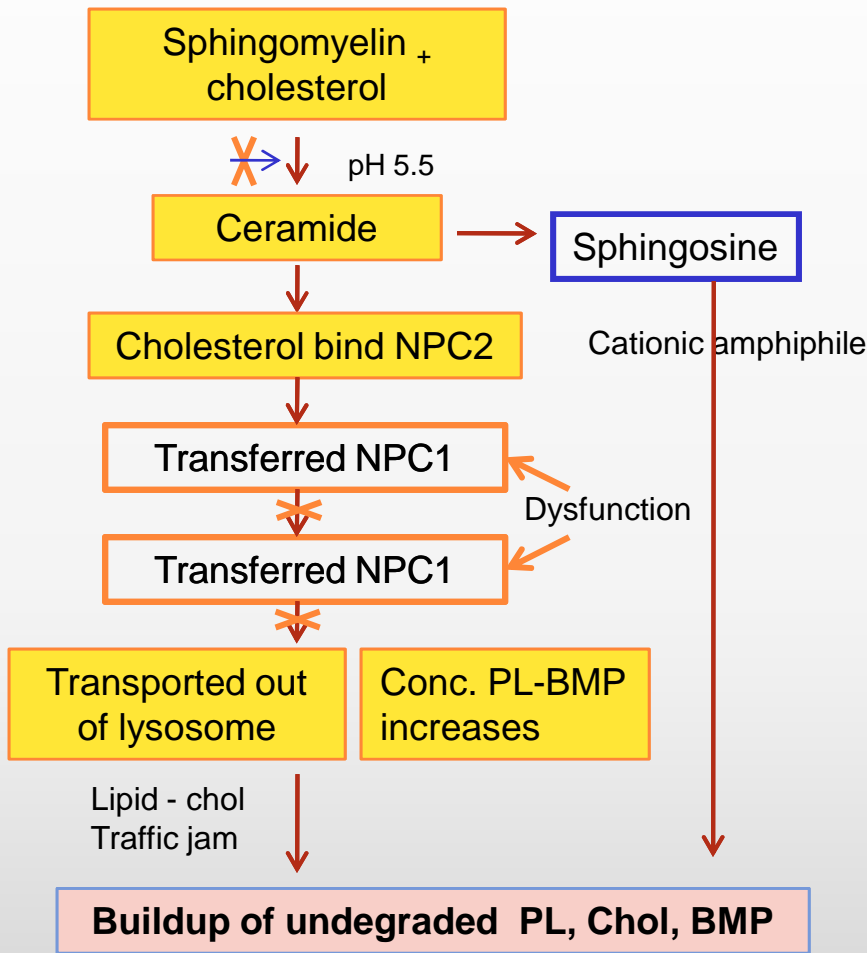 Sphingomyelin +
cholesterol
pH 5.5
Ceramide
Sphingosine
Cholesterol bind NPC2
Cationic amphiphile
Transferred NPC1
Dysfunction
Transferred NPC1
Transported out
of lysosome
Conc. PL-BMP
increases
Lipid - chol
Traffic jam
Buildup of undegraded PL, Chol, BMP